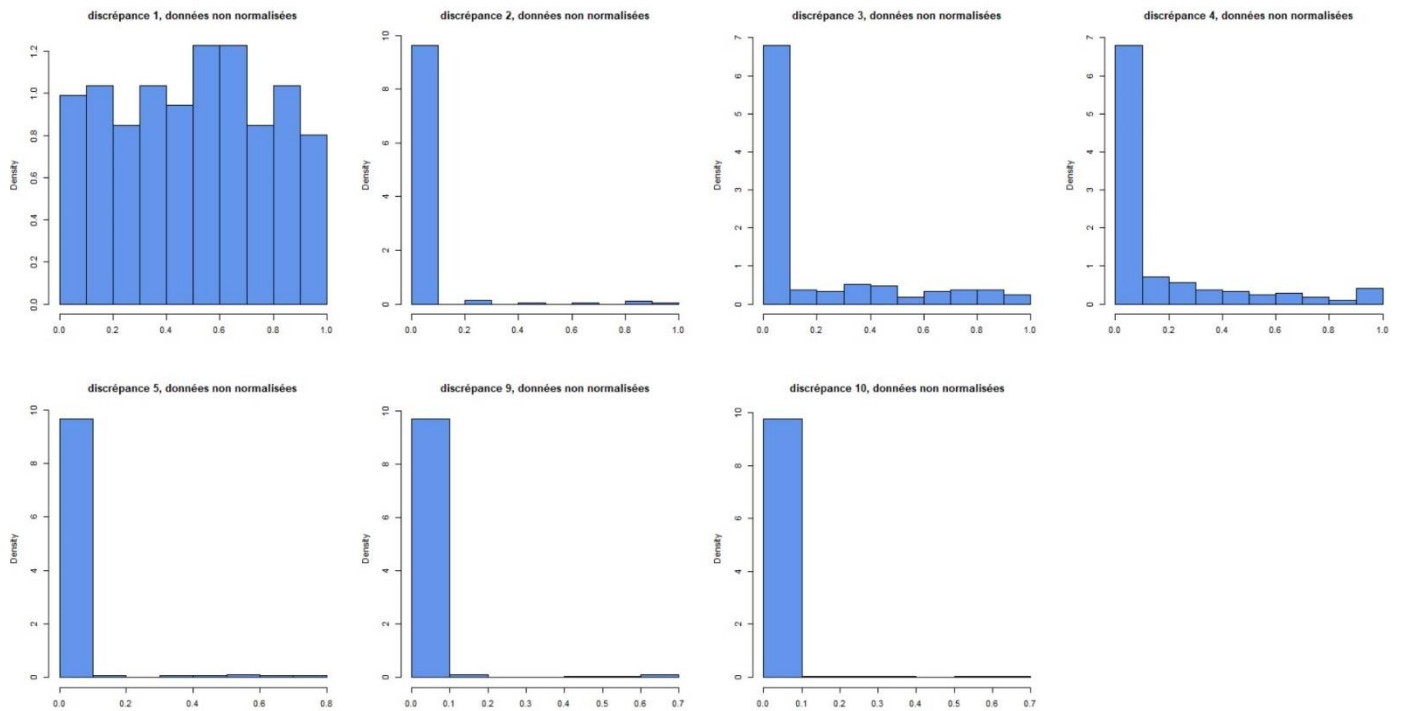 discrépance 1, données non normalisées
Density
0.0 0.2 0.4 0.6 0.8 1.0 1.2
0.0 0.2 0.4 0.6 0.8 1.0
discrépance 2, données non normalisées
Density
0 2 4 6 8 10
0.0 0.2 0.4 0.6 0.8 1.0
discrépance 3, données non normalisées
Density
0 1 2 3 4 5 6 7
0.0 0.2 0.4 0.6 0.8 1.0
discrépance 4, données non normalisées
Density
0 1 2 3 4 5 6 7
0.0 0.2 0.4 0.6 0.8 1.0
discrépance 5, données non normalisées
Density
0 2 4 6 8 10
0.0 0.2 0.4 0.6 0.8
discrépance 9, données non normalisées
Density
0 2 4 6 8 10
0.0 0.1 0.2 0.3 0.4 0.5 0.6 0.7
discrépance 10, données non normalisées
Density
0 2 4 6 8 10
0.0 0.1 0.2 0.3 0.4 0.5 0.6 0.7